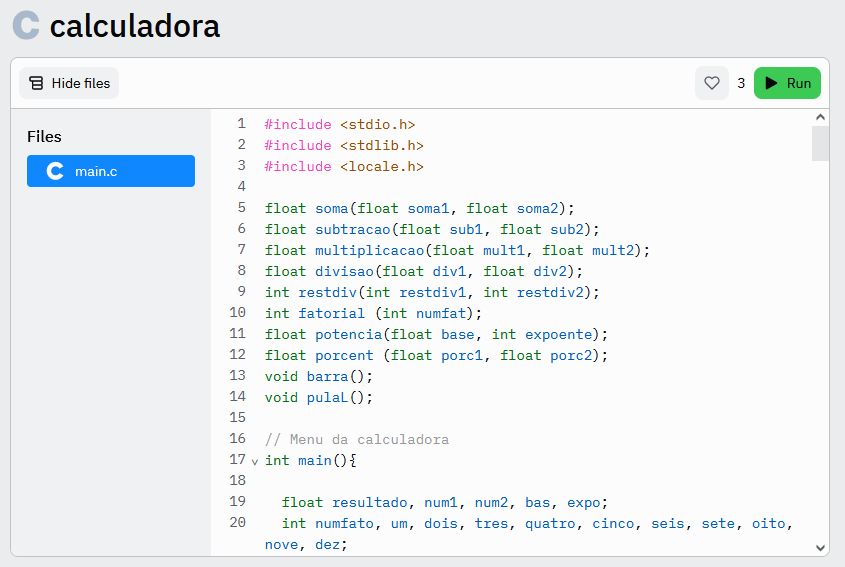 C calculadora
Hide files
3
Run
Files
C main.c
1 #include <stdio.h>
2 #include <stdlib.h>
3 #include <locale.h>
4
5 float soma(float soma1, float soma2);
6 float subtracao(float sub1, float sub2);
7 float multiplicacao(float mult1, float mult2);
8 float divisao(float div1, float div2);
9 int restdiv(int restdiv1, int restdiv2);
10 int fatorial (int numfat);
11 float potencia(float base, int expoente);
12 float porcent (float porc1, float porc2);
13 void barra();
14 void pulaL();
15
16 // Menu da calculadora
17 int main(){
18
19 float resultado, num1, num2, bas, expo;
20 int numfato, um, dois, tres, quatro, cinco, seis, sete, oito,
nove, dez;